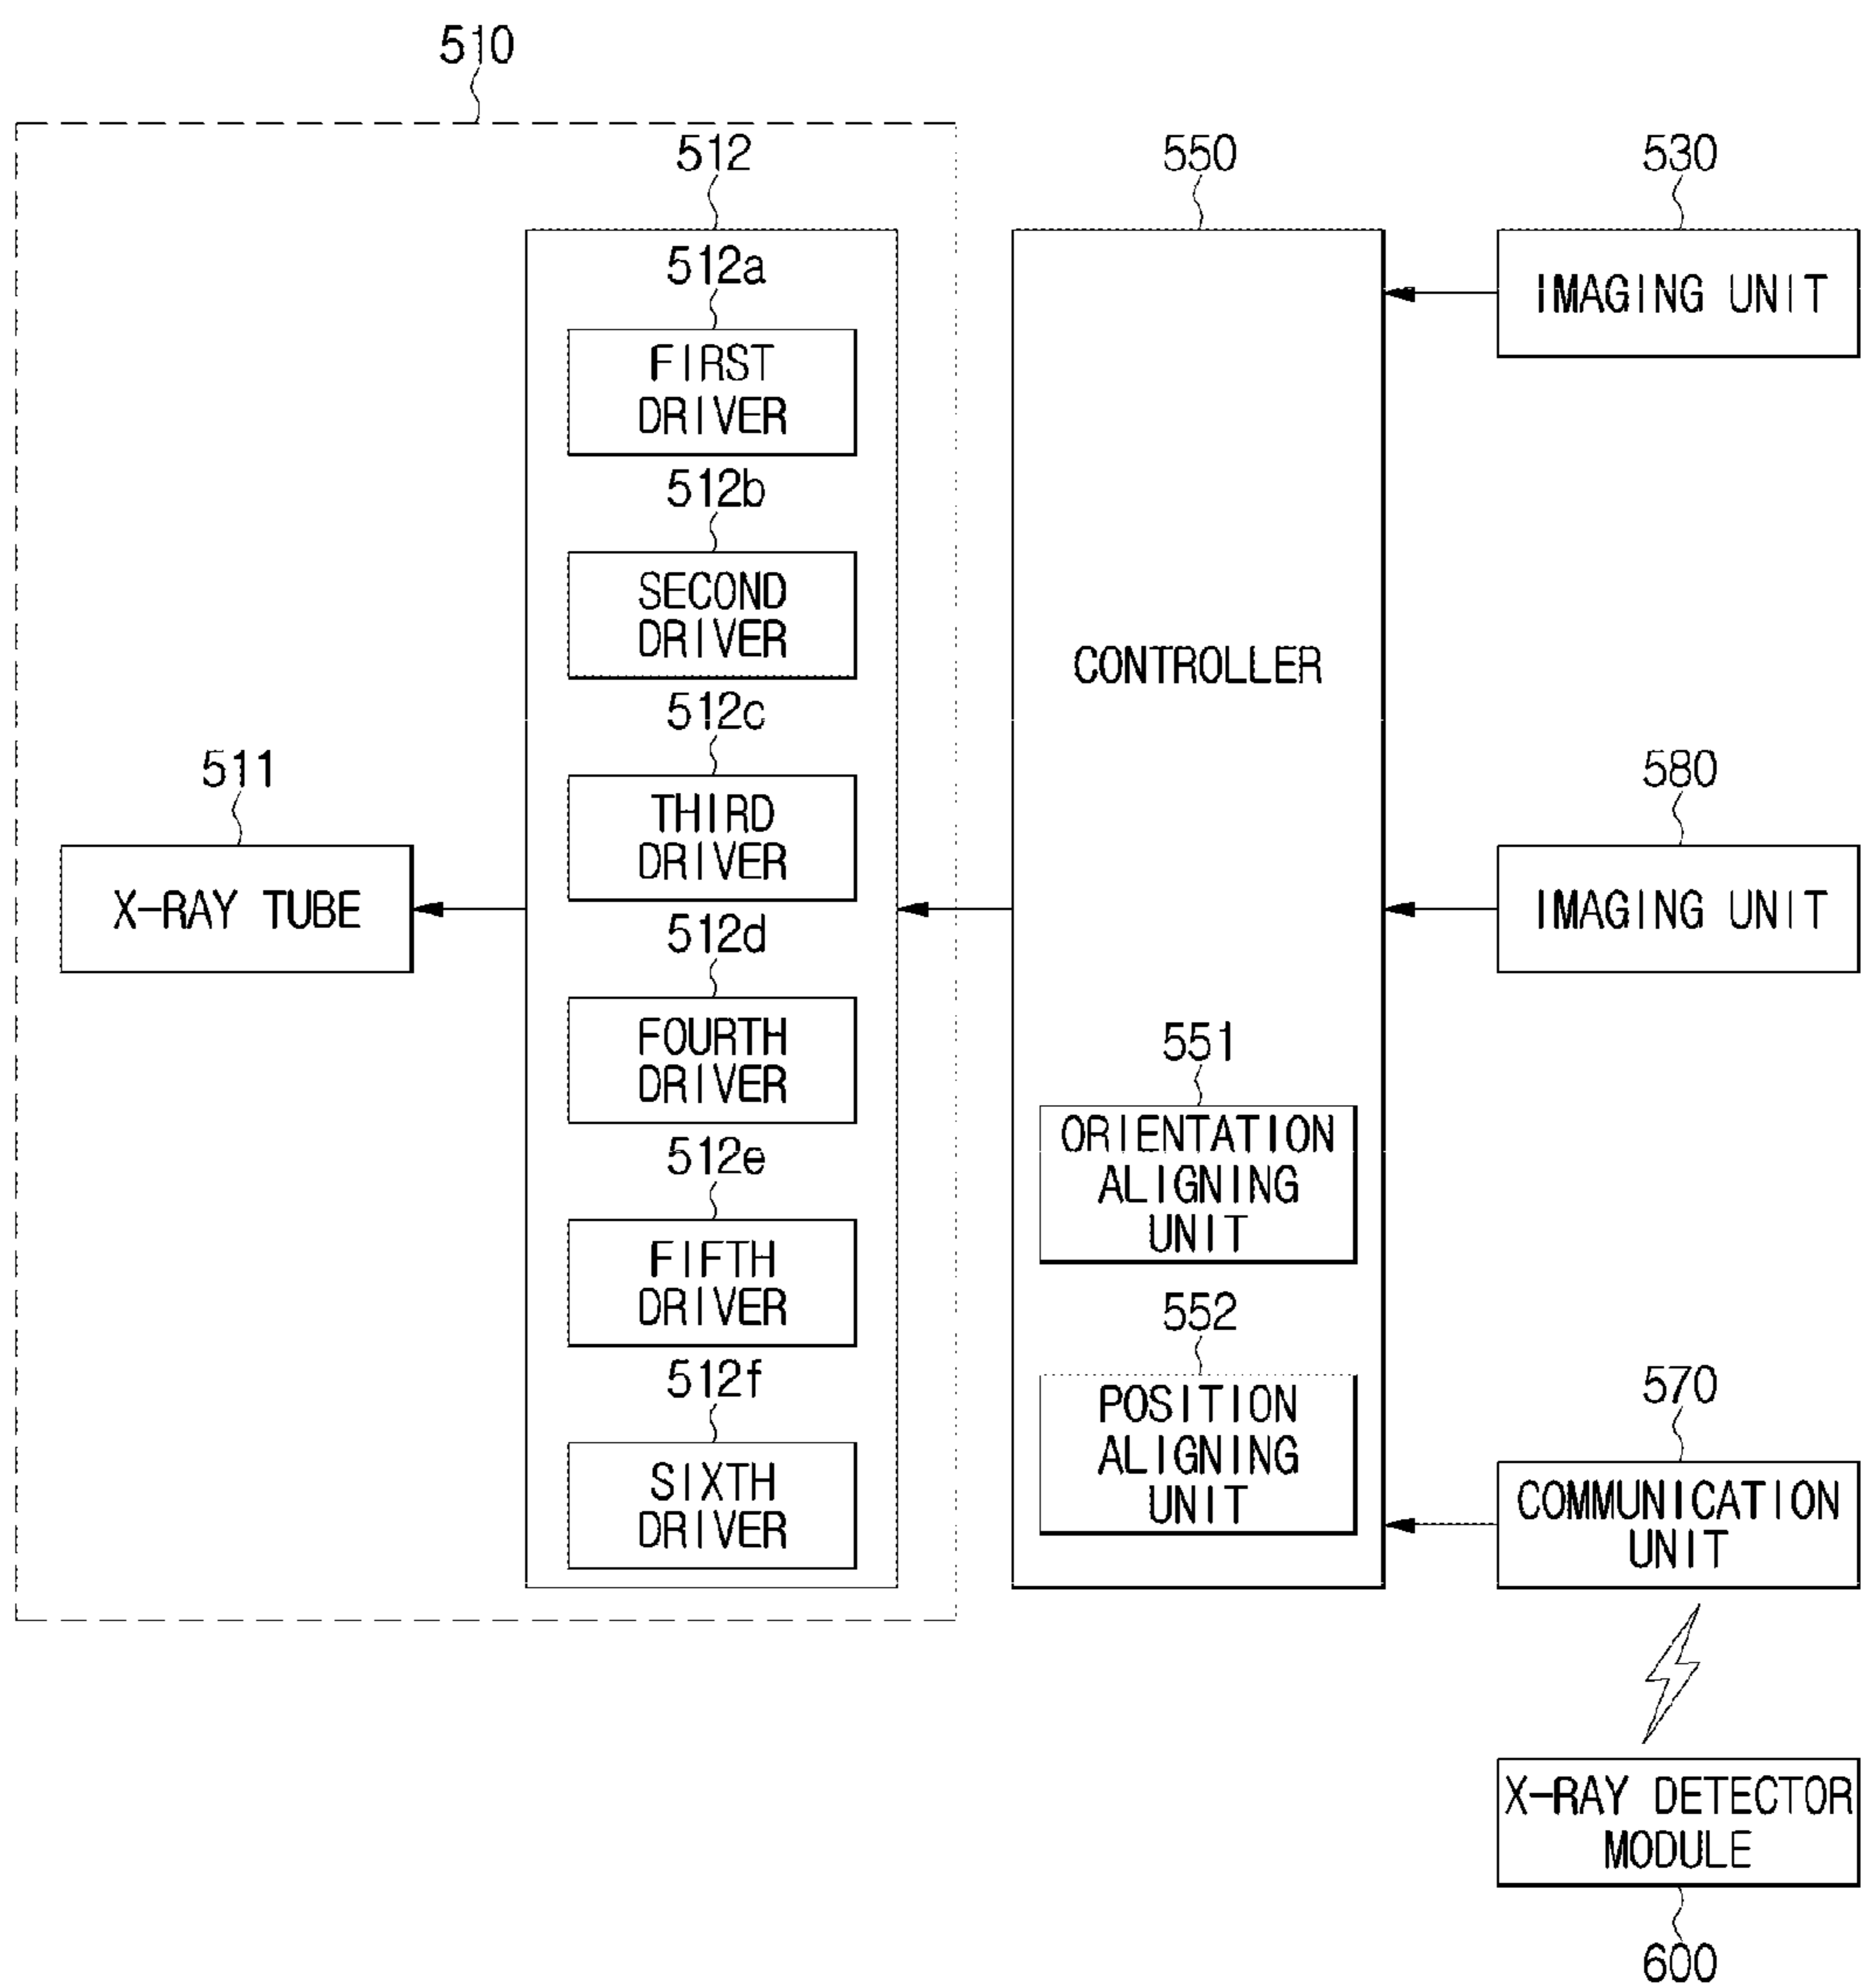 510
512
550
530
512a
IMAGING UNIT
FIRST
DRIVER
512b
SECOND
DRIVER
CONTROLLER
512c
511
580
THIRD
DRIVER
X-RAY TUBE
IMAGING UNIT
512d
FOURTH
DRIVER
551
ORIENTATION
ALIGNING
UNIT
512e
FIFTH
DRIVER
552
512f
570
POSITION
ALIGNING
UNIT
SIXTH
DRIVER
COMMUNICATION
UNIT
X-RAY DETECTOR
MODULE
600